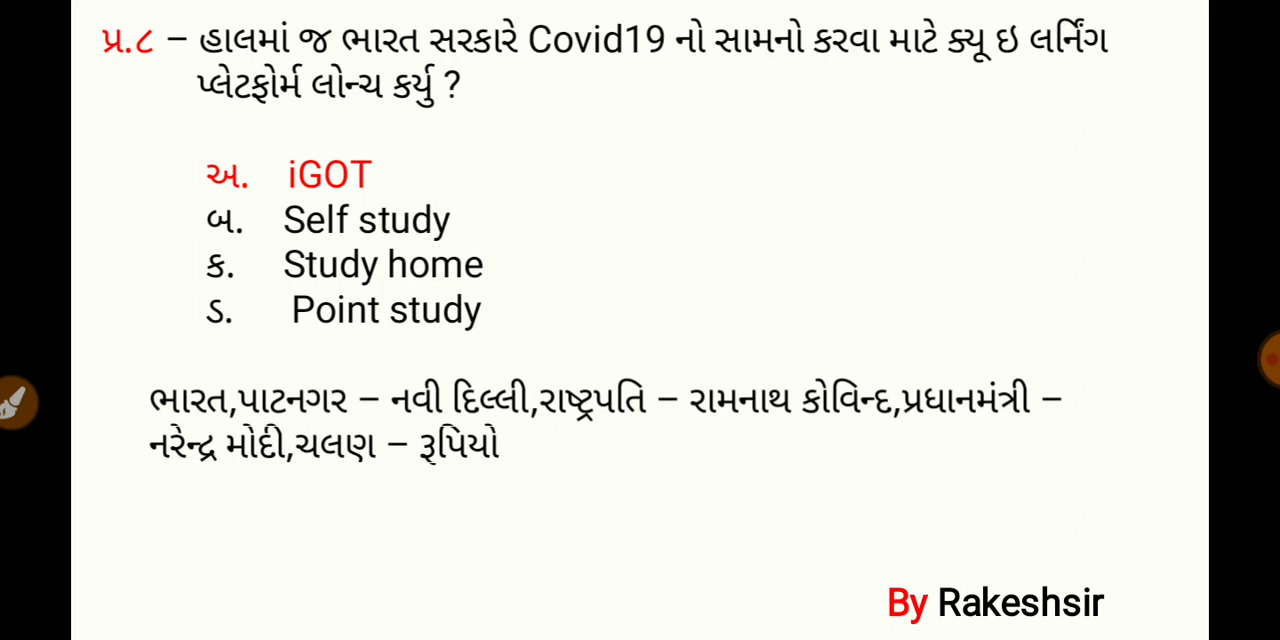 પ્ર.૮ – હાલમાં જ ભારત સરકારે Covid19 નો સામનો કરવા માટે ક્યૂ ઇ લર્નિંગ
પ્લેટફોર્મ લોન્ચ કર્યુ ?
અ. iGOT
બ. Self study
ક. Study home
ડ. Point study
ભારત,પાટનગર – નવી દિલ્લી,રાષ્ટ્રપતિ – રામનાથ કોવિન્દ,પ્રધાનમંત્રી –
નરેન્દ્ર મોદી,ચલણ – રૂપિયો
By Rakeshsir